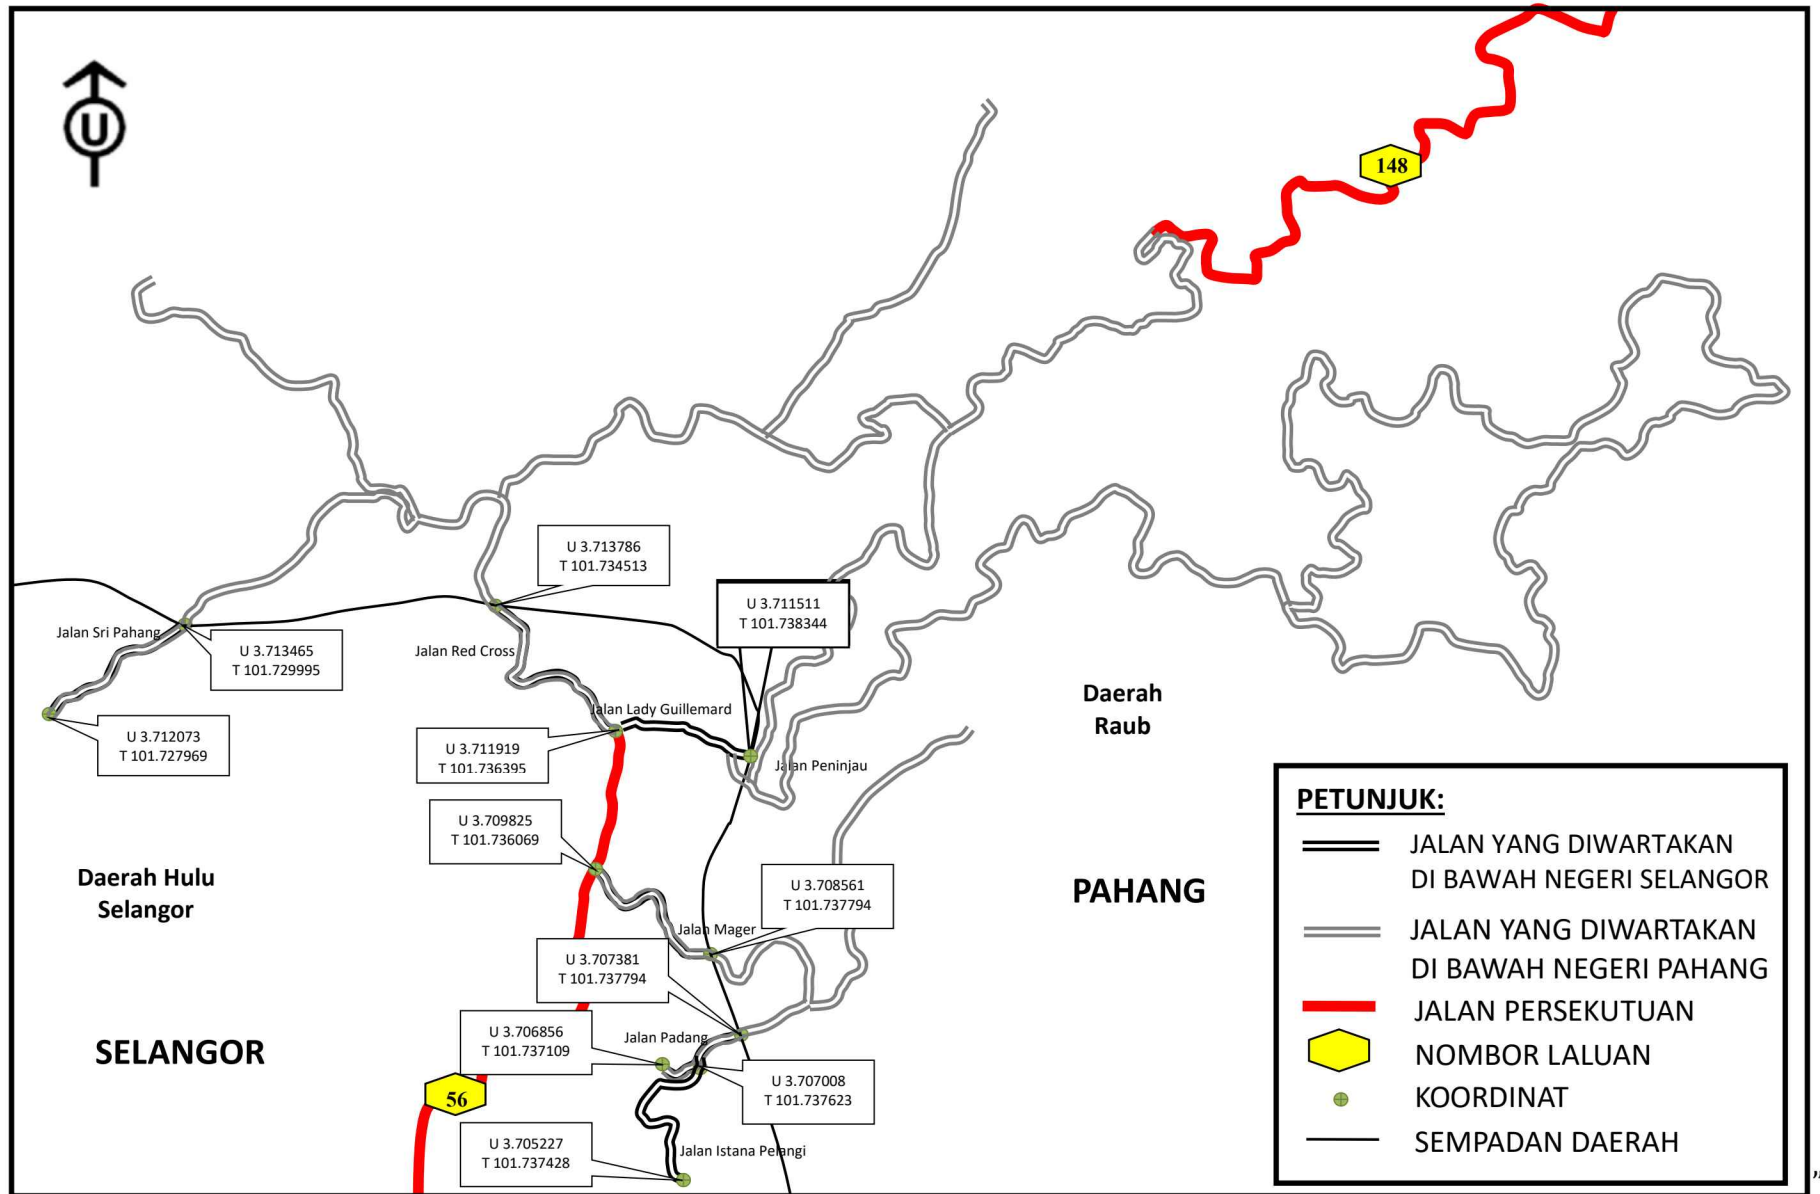 U
148
U 3.713786
T 101.734513
U 3.711511
T 101.738344
Jalan Sri Pahang
U 3.713465
T 101.729995
Jalan Red Cross
Jalan Lady Guillemard
U 3.712073
T 101.727969
U 3.711919
T 101.736395
Jalan Peninjau
Daerah
Raub
U 3.709825
T 101.736069
Daerah Hulu
Selangor
U 3.708561
T 101.737794
PAHANG
Jalan Mager
U 3.707381
T 101.737794
SELANGOR
U 3.706856
T 101.737109
Jalan Padang
U 3.707008
T 101.737623
56
U 3.705227
T 101.737428
Jalan Istana Pelangi
PETUNJUK:
JALAN YANG DIWARTAKAN
DI BAWAH NEGERI SELANGOR
JALAN YANG DIWARTAKAN
DI BAWAH NEGERI PAHANG
JALAN PERSEKUTUAN
NOMBOR LALUAN
KOORDINAT
SEMPADAN DAERAH
”